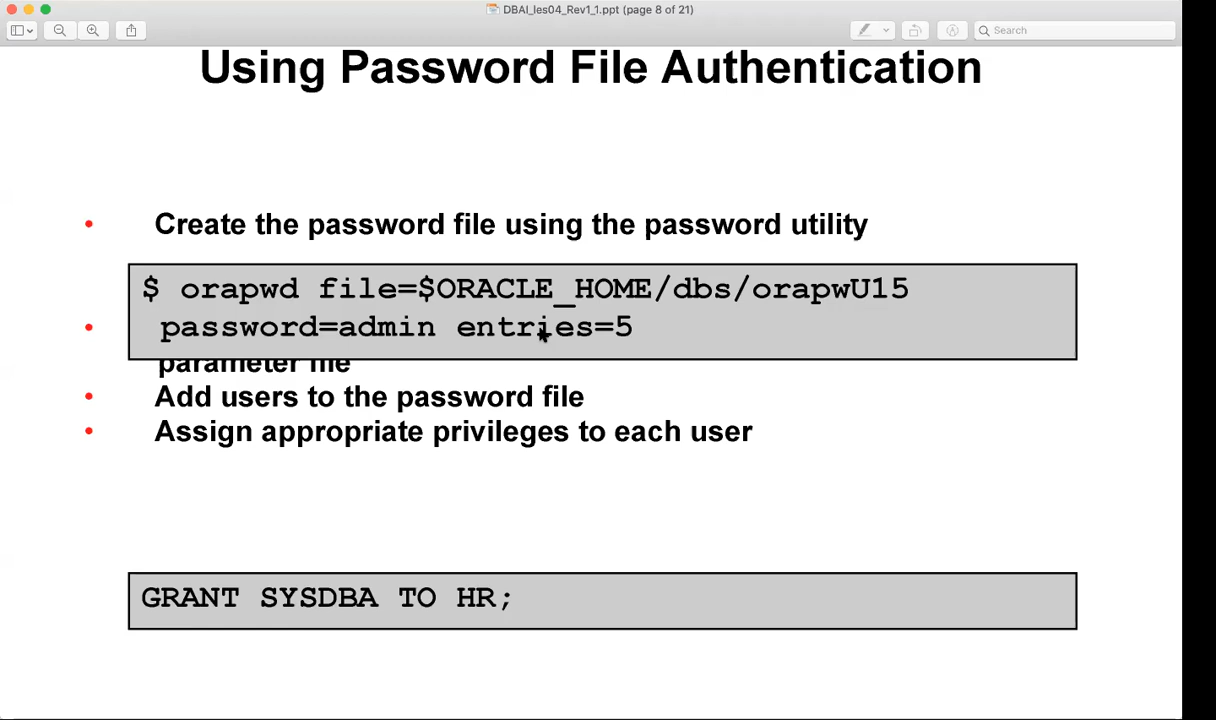 DBAI_les04_Rev1_1.ppt (page 8 of 21)
Search
Using Password File Authentication
• Create the password file using the password utility
$ orapwd file=$ORACLE_HOME/dbs/orapwU15
• password=admin entries=5
parameter file
• Add users to the password file
• Assign appropriate privileges to each user
GRANT SYSDBA TO HR;